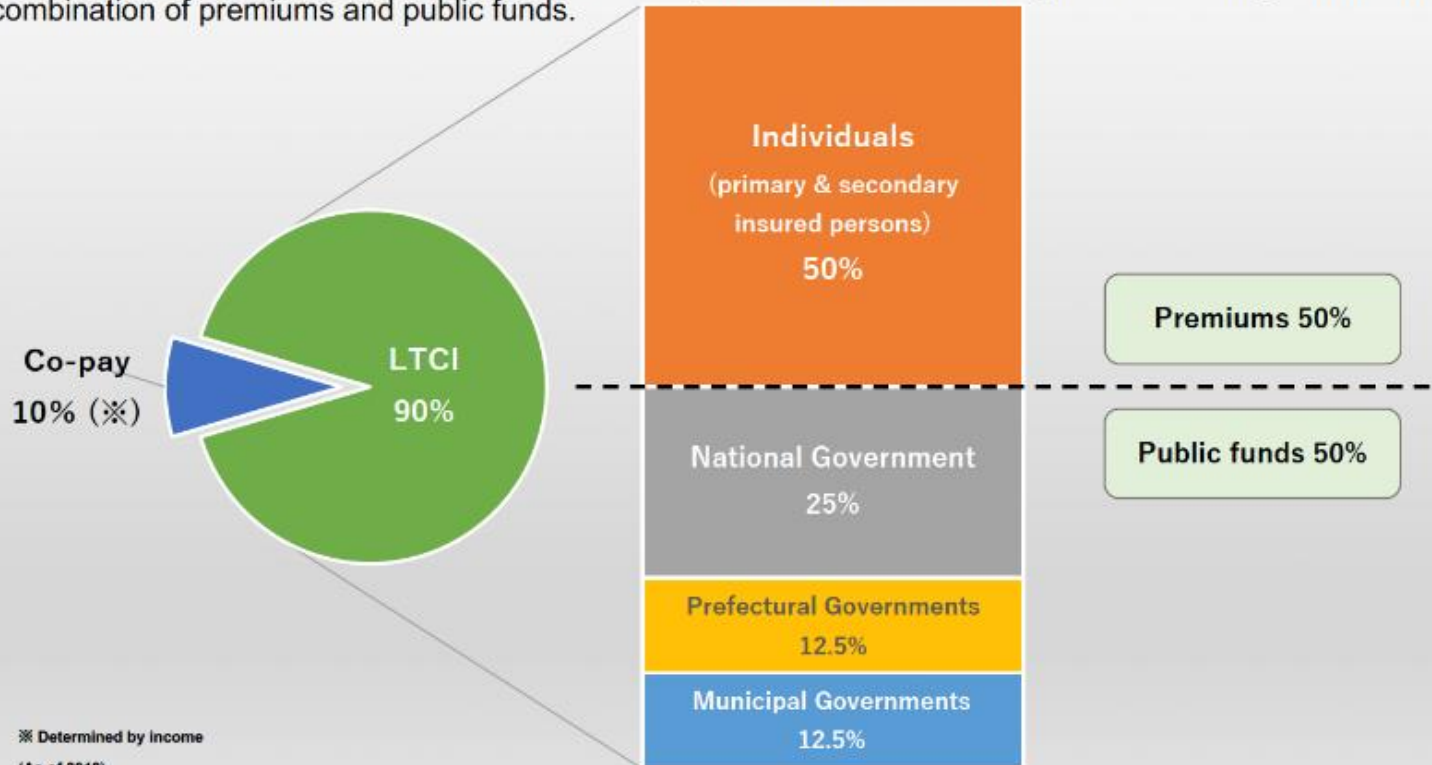 combination of premiums and public funds.
Individuals
(primary & secondary
insured persons)
50%
Premiums 50%
Co-pay
10% (※)
LTCI
90%
National Government
25%
Public funds 50%
Prefectural Governments
12.5%
Municipal Governments
12.5%
※ Determined by income